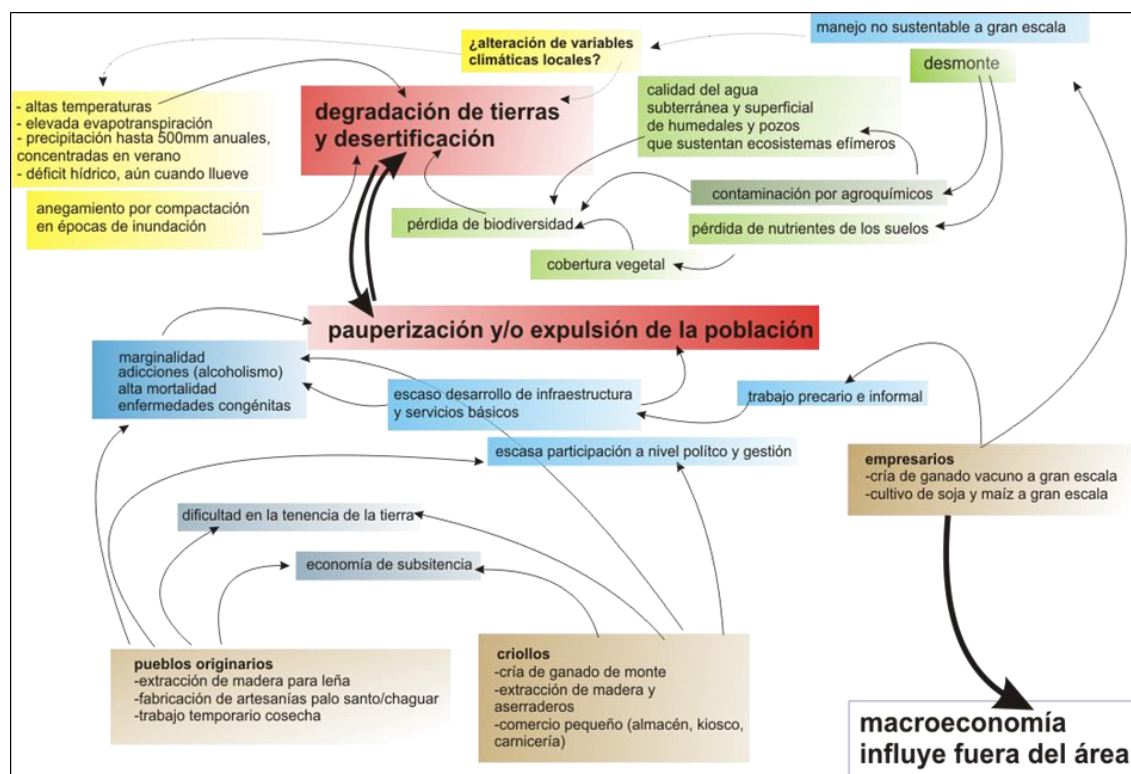 manejo no sustentable a gran escala
¿alteración de variables
climáticas locales?
desmonte
- altas temperaturas
- elevada evapotranspiración
- precipitación hasta 500mm anuales,
concentradas en verano
- déficit hídrico, aún cuando llueve
degradación de tierras
y desertificación
calidad del agua
subterránea y superficial
de humedales y pozos
que sustentan ecosistemas efímeros
contaminación por agroquímicos
anegamiento por compactación
en épocas de inundación
pérdida de biodiversidad
pérdida de nutrientes de los suelos
cobertura vegetal
pauperización y/o expulsión de la población
marginalidad
adicciones (alcoholismo)
alta mortalidad
enfermedades congénitas
escaso desarrollo de infraestructura
y servicios básicos
trabajo precario e informal
escasa participación a nivel polítco y gestión
empresarios
-cría de ganado vacuno a gran escala
-cultivo de soja y maíz a gran escala
dificultad en la tenencia de la tierra
economía de subsitencia
pueblos originarios
-extracción de madera para leña
-fabricación de artesanías palo santo/chaguar
-trabajo temporario cosecha
criollos
-cría de ganado de monte
-extracción de madera y
aserraderos
-comercio pequeño (almacén, kiosco,
carnicería)
macroeconomía
influye fuera del área